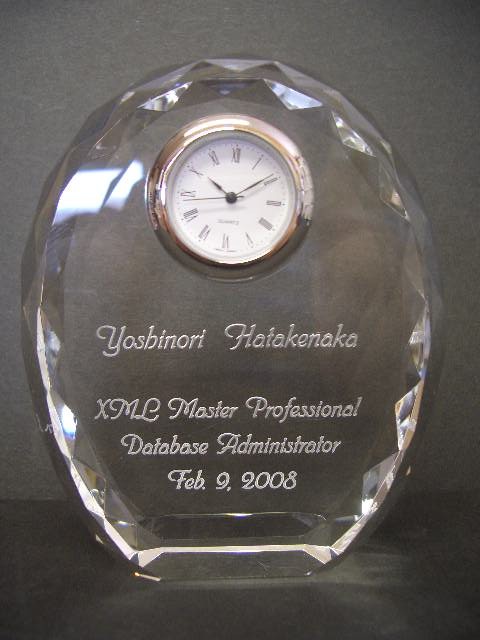 Yoshinori Hatakenaka
XML Master Professional
Database Administrator
Feb. 9, 2008